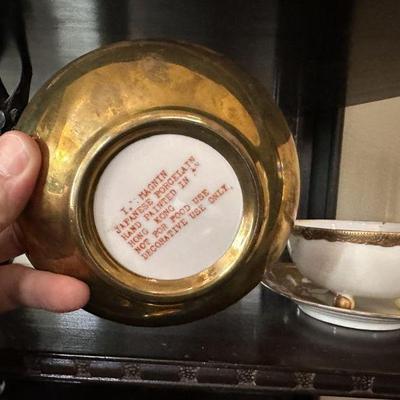 I. MAGNIN
JAPANESE PORCELAIN
HAND PAINTED IN
HONG KONG
NOT FOR FOOD USE
DECORATIVE USE ONLY.